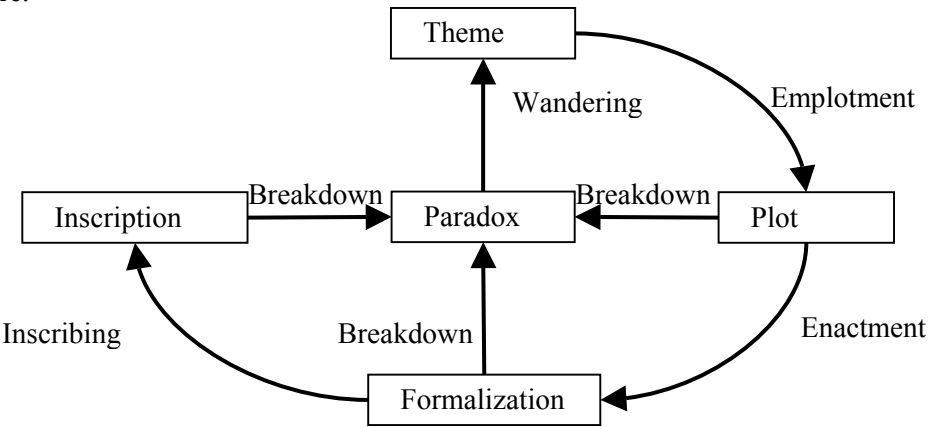 Theme
Wandering
Emplotment
Breakdown
Breakdown
Inscription
Paradox
Plot
Inscribing
Breakdown
Enactment
Formalization